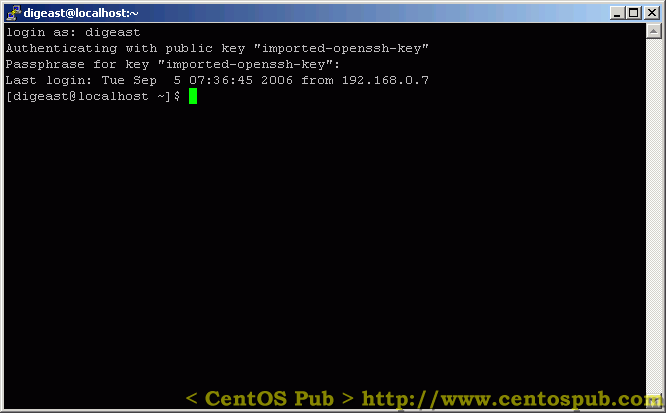 digeast@localhost:~
login as: digeast
Authenticating with public key "imported-openssh-key"
Passphrase for key "imported-openssh-key":
Last login: Tue Sep  5 07:36:45 2006 from 192.168.0.7
[digeast@localhost ~]$
< CentOS Pub > http://www.centospub.com